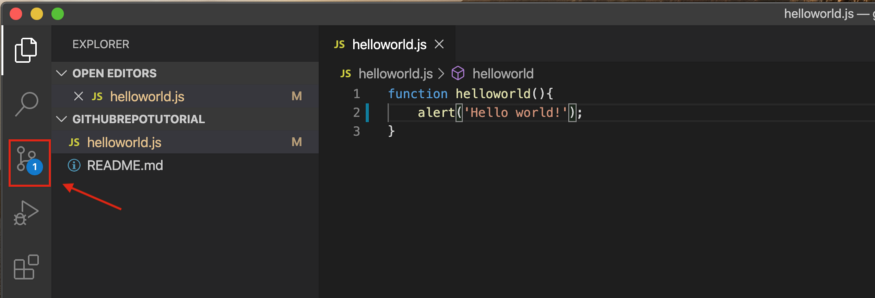 helloworld.js —
EXPLORER
JS helloworld.js
OPEN EDITORS
JS helloworld.js M
GITHUBREPOTUTORIAL
JS helloworld.js M
README.md
1
JS helloworld.js > helloworld
1 function helloworld(){
2 alert('Hello world!');
3 }